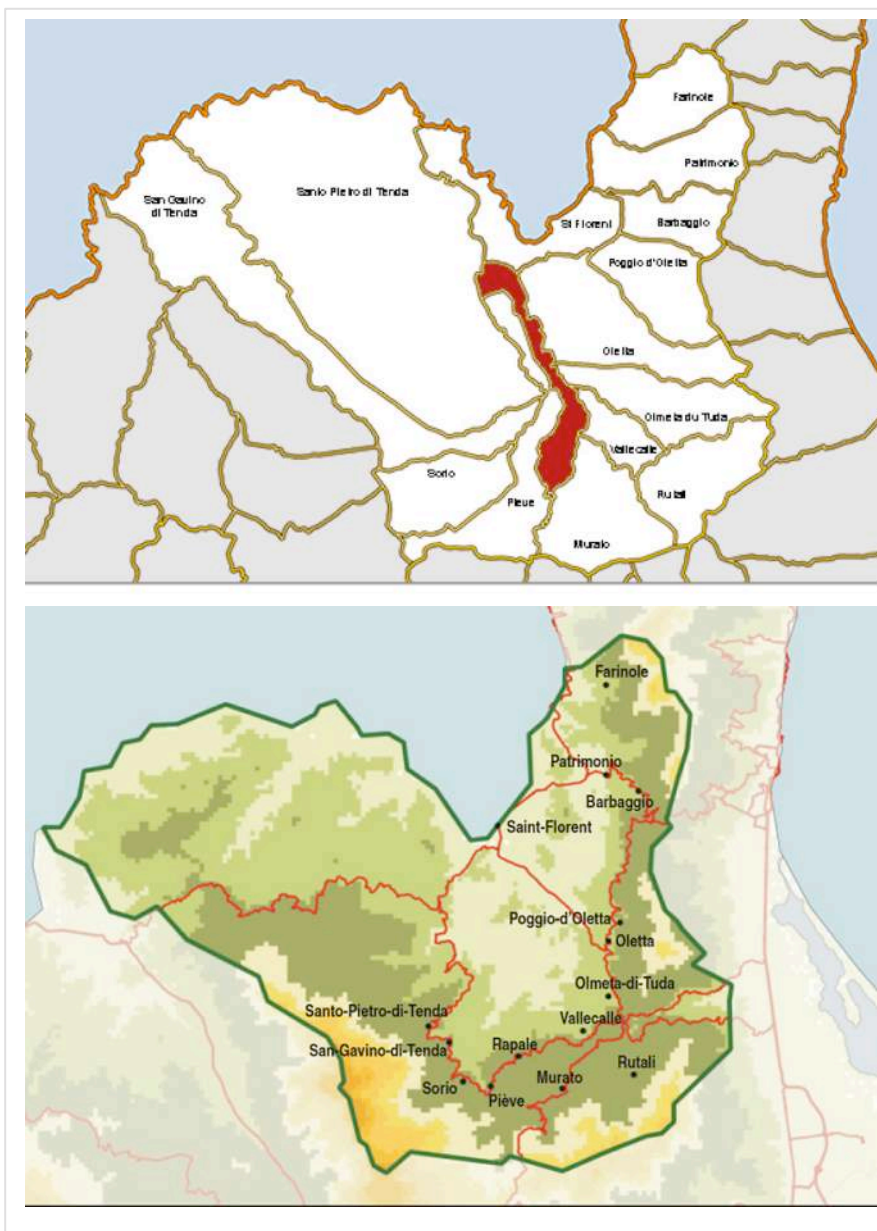 Farinole
Patrimonio
San Gavino
di Tenda
Santo Pietro di Tenda
St Florent
Barbaggio
Poggio d'Oletta
Oletta
Olmeta du Tuda
Vallecalle
Sorio
Pieve
Rutali
Murato
Farinole
Patrimonio
Barbaggio
Saint-Florent
Poggio-d'Oletta
Oletta
Olmeta-di-Tuda
Santo-Pietro-di-Tenda
Vallecalle
San-Gavino-di-Tenda
Rapale
Rutali
Sorio
Murato
Piève